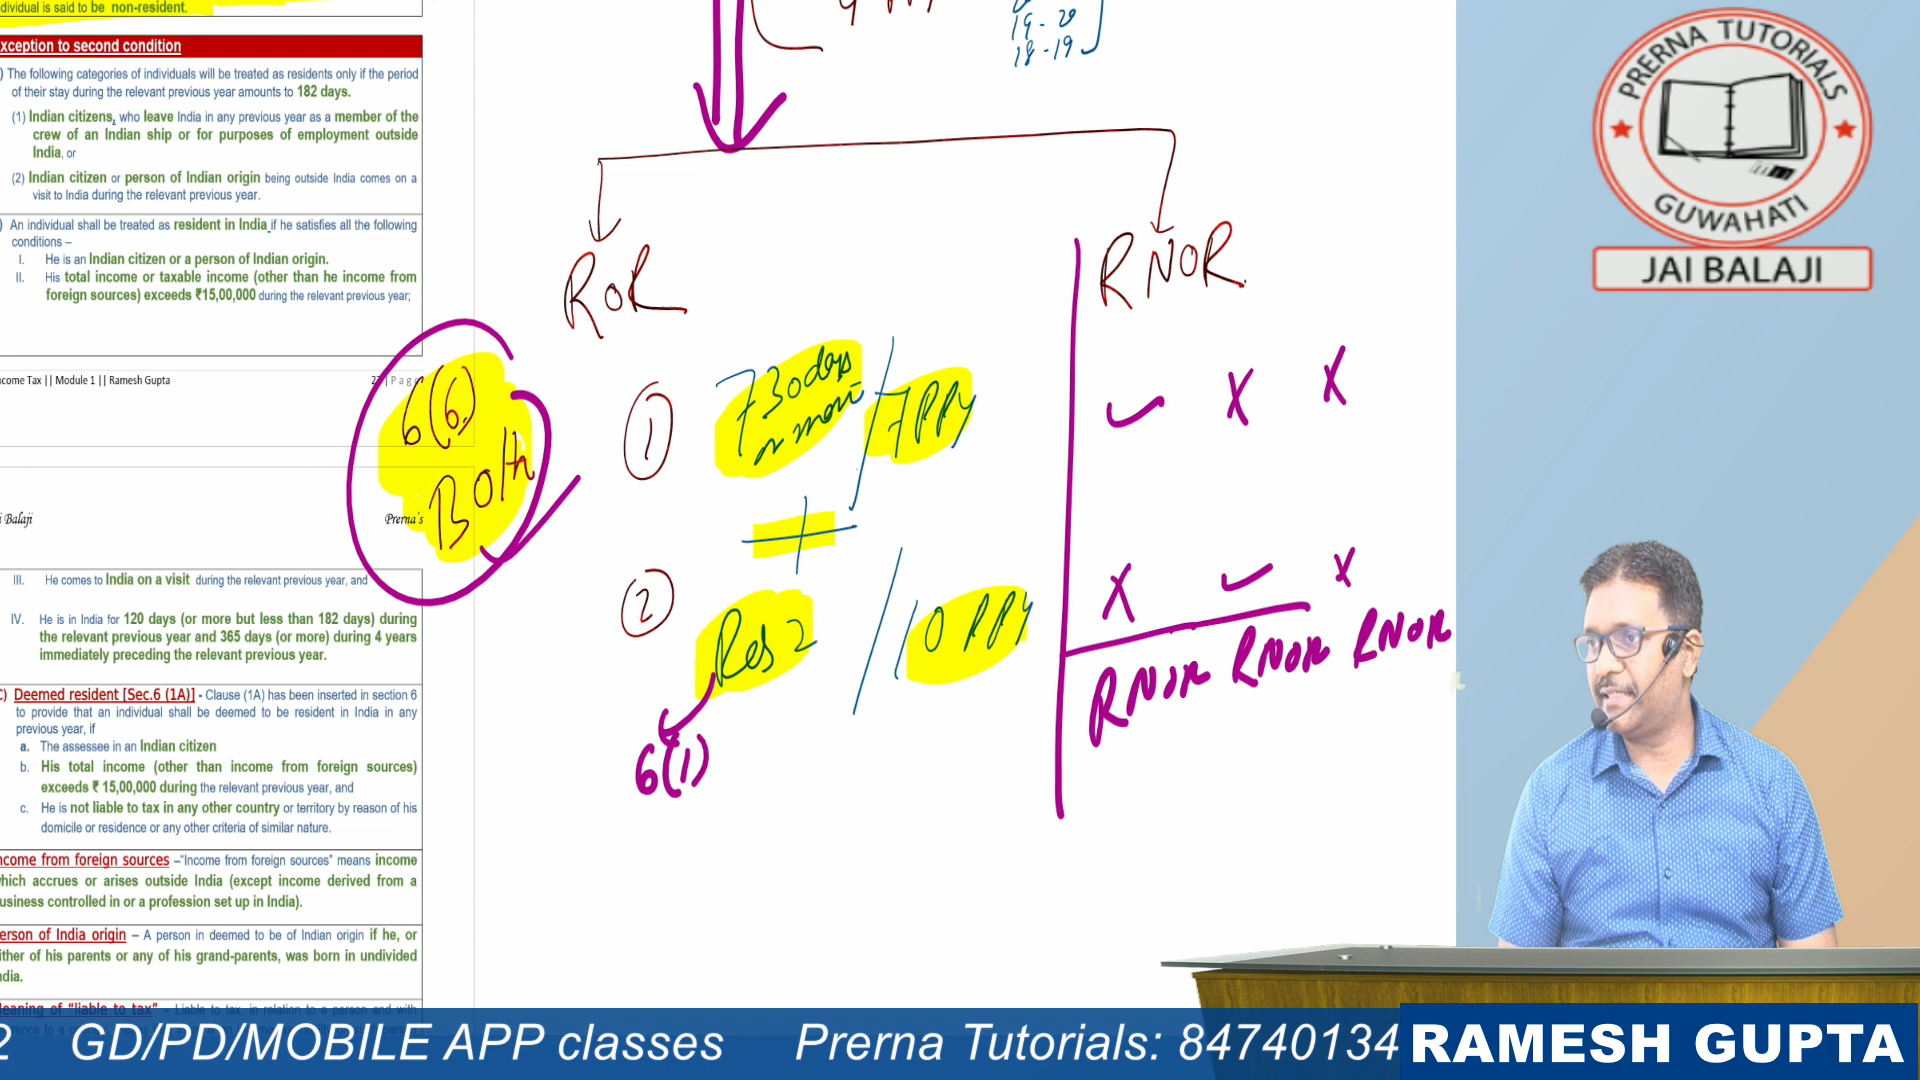 dividual is said to be non-resident.
xception to second condition
) The following categories of individuals will be treated as residents only if the period
of their stay during the relevant previous year amounts to 182 days.
(1) Indian citizens, who leave India in any previous year as a member of the
crew of an Indian ship or for purposes of employment outside
India, or
(2) Indian citizen or person of Indian origin being outside India comes on a
visit to India during the relevant previous year.
) An individual shall be treated as resident in India if he satisfies all the following
conditions –
I. He is an Indian citizen or a person of Indian origin.
II. His total income or taxable income (other than he income from
foreign sources) exceeds ₹15,00,000 during the relevant previous year;
come Tax || Module 1 || Ramesh Gupta
Page
i Balaji
Prerna's
III. He comes to India on a visit during the relevant previous year, and
IV. He is in India for 120 days (or more but less than 182 days) during
the relevant previous year and 365 days (or more) during 4 years
immediately preceding the relevant previous year.
C) Deemed resident [Sec.6 (1A)] - Clause (1A) has been inserted in section 6
to provide that an individual shall be deemed to be resident in India in any
previous year, if
a. The assessee in an Indian citizen
b. His total income (other than income from foreign sources)
exceeds ₹ 15,00,000 during the relevant previous year, and
c. He is not liable to tax in any other country or territory by reason of his
domicile or residence or any other criteria of similar nature.
ncome from foreign sources –"Income from foreign sources" means income
hich accrues or arises outside India (except income derived from a
usiness controlled in or a profession set up in India).
erson of India origin – A person in deemed to be of Indian origin if he, or
ither of his parents or any of his grand-parents, was born in undivided
ndia.
eaning of "liable to tax" – Liable to tax, in relation to a person and with
19-20
18-19
ROR
RNOR
6(6)
Both
1 730 days or more / 7 PPY
+
2 Res 2 / 10 PPY
6(1)
✓ X X
X ✓ X
RNOR RNOR RNOR
PRERNA TUTORIALS
GUWAHATI
JAI BALAJI
2 GD/PD/MOBILE APP classes Prerna Tutorials: 84740134
RAMESH GUPTA